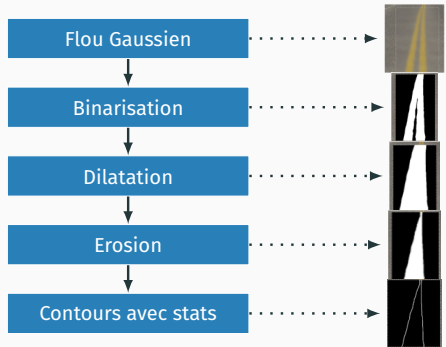 Flou Gaussien
Binarisation
Dilatation
Erosion
Contours avec stats